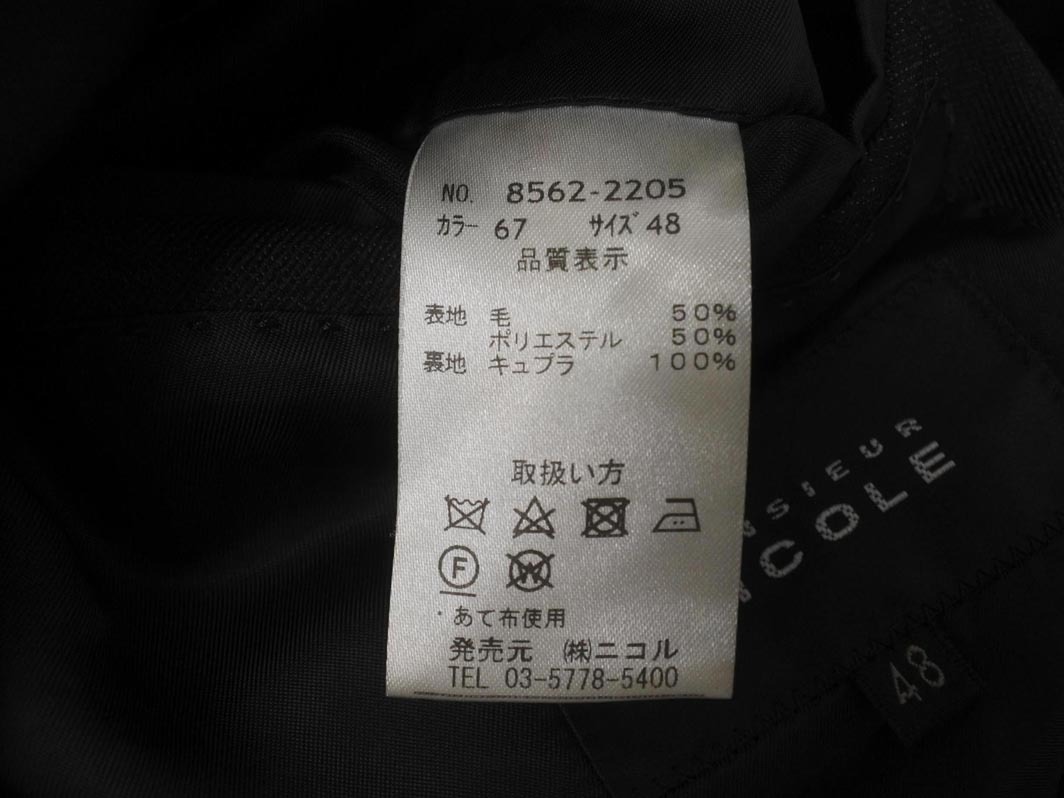 NO. 8562-2205
カラー 67 サイズ 48
品質表示
表地 毛 50%
ポリエステル 50%
裏地 キュプラ 100%
取扱い方
F
W
・あて布使用
発売元 ㈱ニコル
TEL 03-5778-5400
48